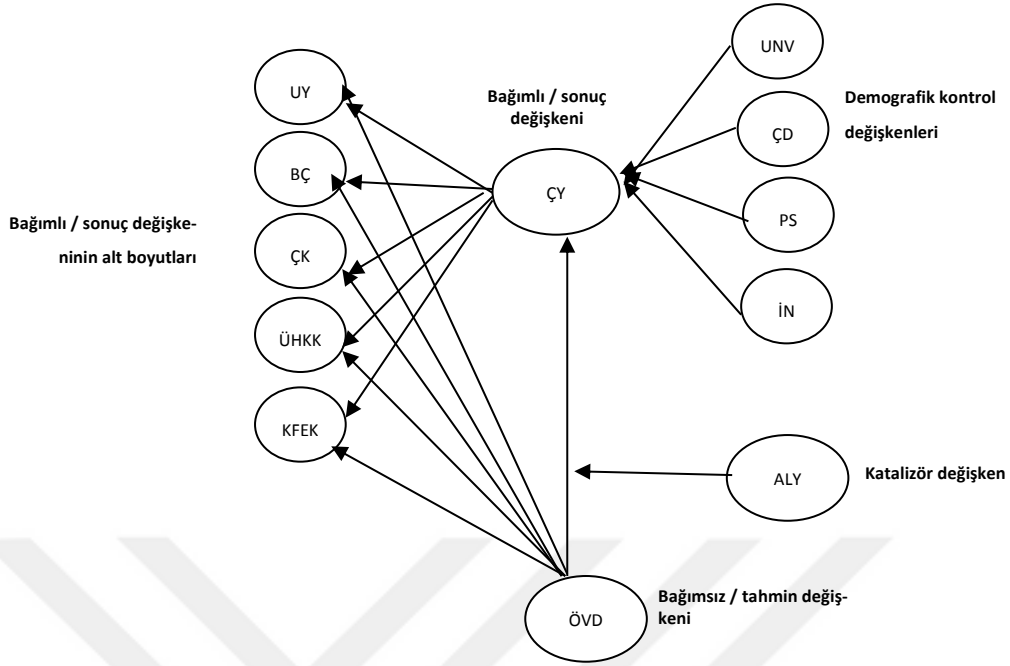 UNV
UY
Bağımlı / sonuç
değişkeni
Demografik kontrol
değişkenleri
ÇD
BÇ
ÇY
PS
Bağımlı / sonuç değişke-
ninin alt boyutları
ÇK
İN
ÜHKK
KFEK
ALY
Katalizör değişken
ÖVD
Bağımsız / tahmin değiş-
keni